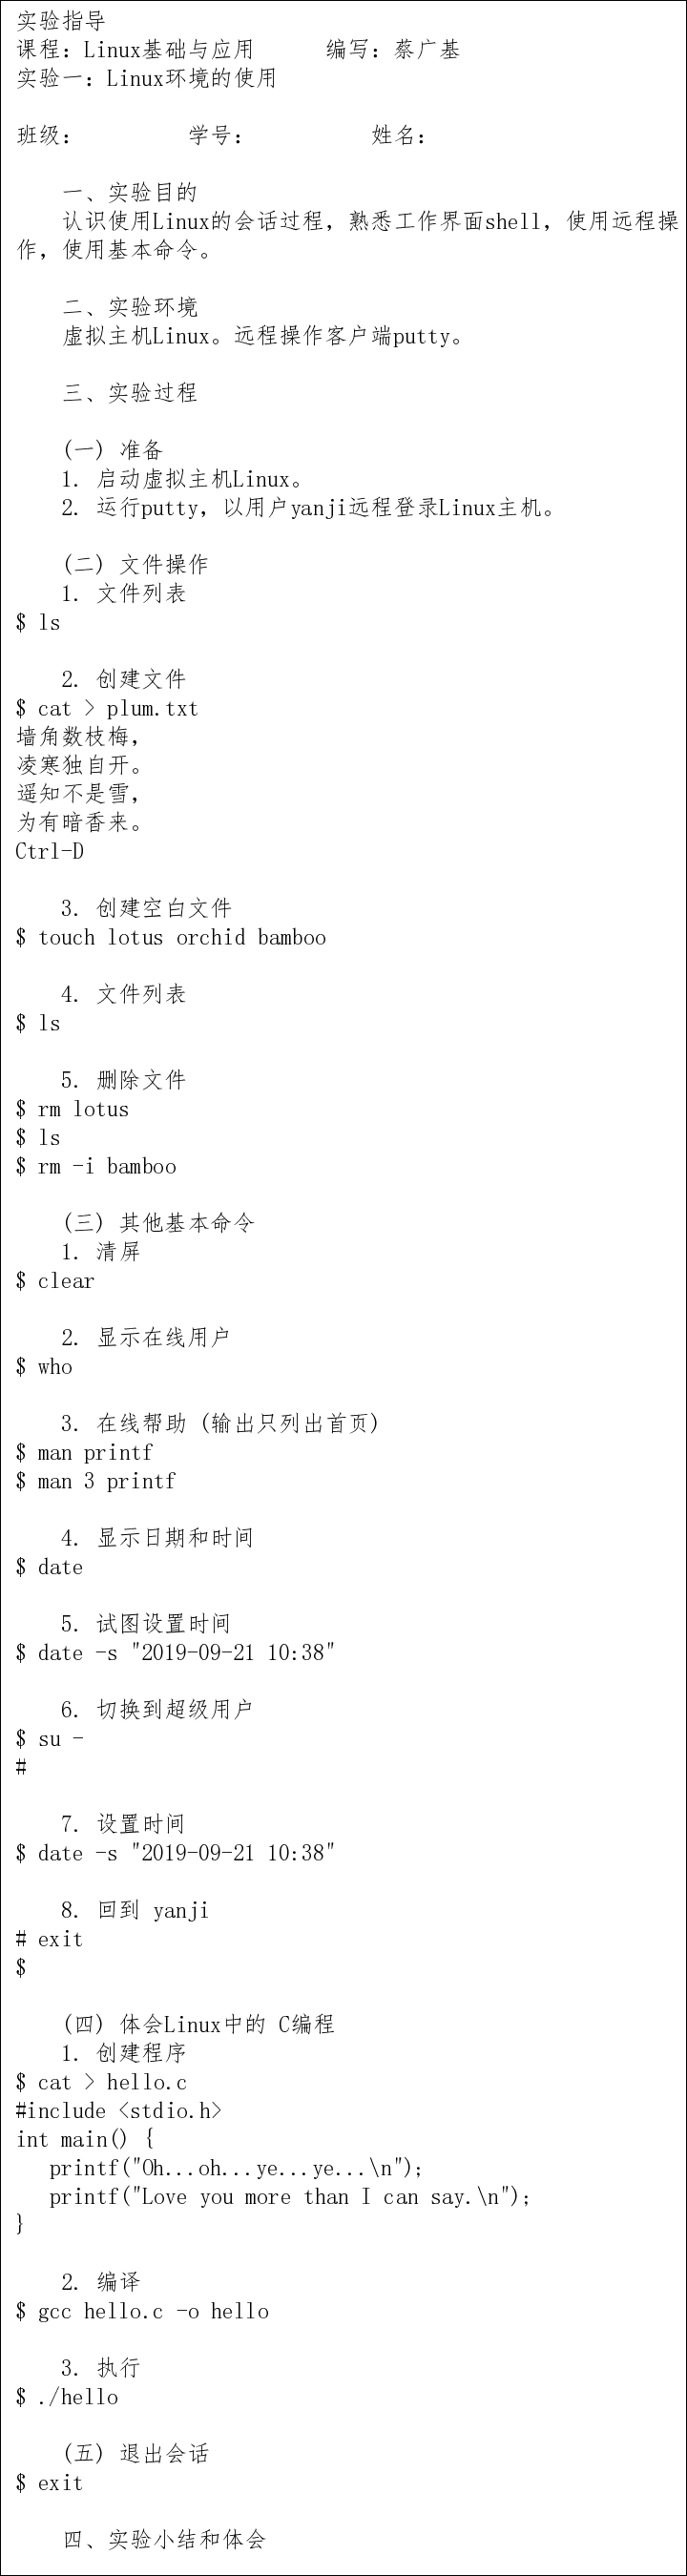 实验指导
课程：Linux基础与应用 编写：蔡广基
实验一：Linux环境的使用
班级： 学号： 姓名：
一、实验目的
认识使用Linux的会话过程，熟悉工作界面shell，使用远程操
作，使用基本命令。
二、实验环境
虚拟主机Linux。远程操作客户端putty。
三、实验过程
(一) 准备
1. 启动虚拟主机Linux。
2. 运行putty，以用户yanji远程登录Linux主机。
(二) 文件操作
1. 文件列表
$ ls
2. 创建文件
$ cat > plum.txt
墙角数枝梅，
凌寒独自开。
遥知不是雪，
为有暗香来。
Ctrl-D
3. 创建空白文件
$ touch lotus orchid bamboo
4. 文件列表
$ ls
5. 删除文件
$ rm lotus
$ ls
$ rm -i bamboo
(三) 其他基本命令
1. 清屏
$ clear
2. 显示在线用户
$ who
3. 在线帮助 (输出只列出首页)
$ man printf
$ man 3 printf
4. 显示日期和时间
$ date
5. 试图设置时间
$ date -s "2019-09-21 10:38"
6. 切换到超级用户
$ su -
#
7. 设置时间
$ date -s "2019-09-21 10:38"
8. 回到 yanji
# exit
$
(四) 体会Linux中的 C编程
1. 创建程序
$ cat > hello.c
#include <stdio.h>
int main() {
printf("Oh...oh...ye...ye...\n");
printf("Love you more than I can say.\n");
}
2. 编译
$ gcc hello.c -o hello
3. 执行
$ ./hello
(五) 退出会话
$ exit
四、实验小结和体会